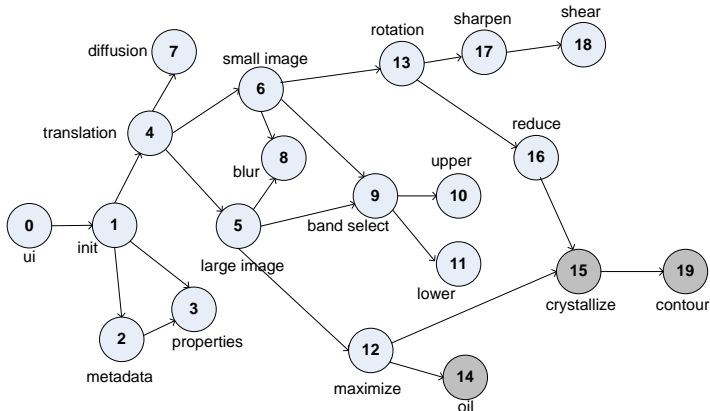 shear
sharpen
18
rotation
17
13
diffusion
7
small image
6
translation
4
reduce
16
blur
8
upper
9
10
band select
0
ui
1
init
5
large image
11
lower
15
crystallize
19
contour
3
properties
2
metadata
12
maximize
14
oil